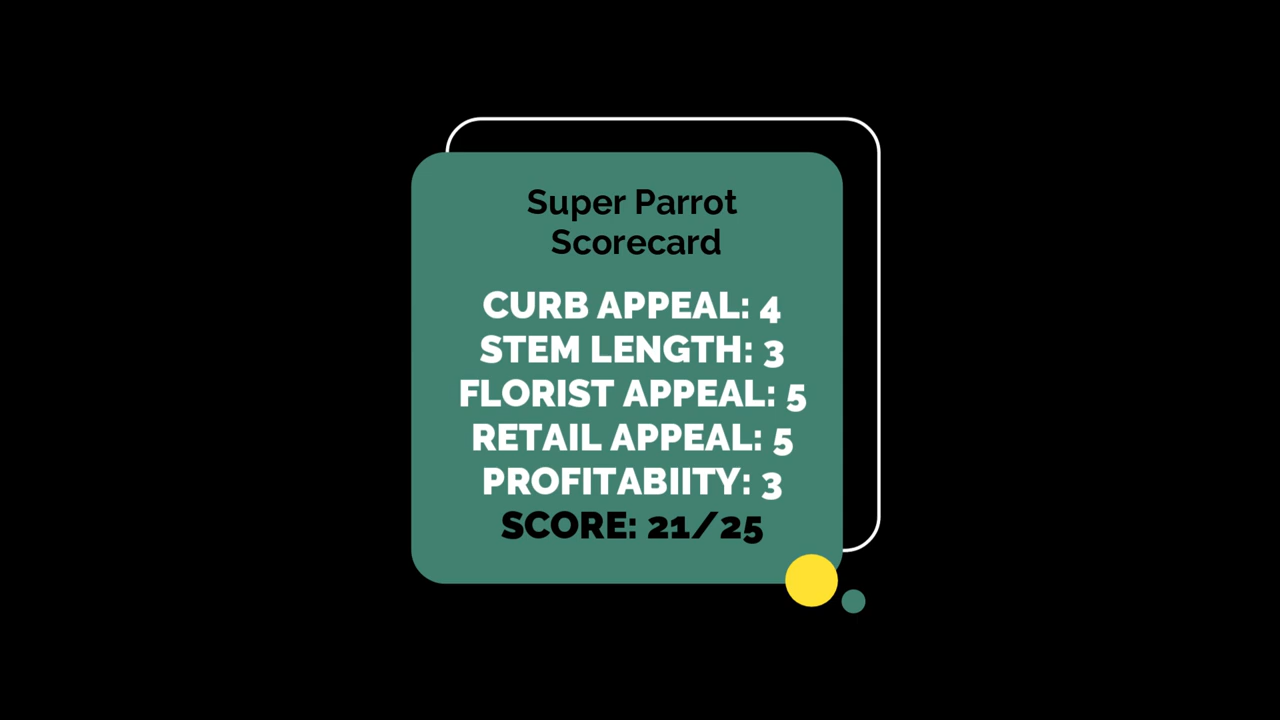 Super Parrot
Scorecard
CURB APPEAL: 4
STEM LENGTH: 3
FLORIST APPEAL: 5
RETAIL APPEAL: 5
PROFITABIITY: 3
SCORE: 21/25